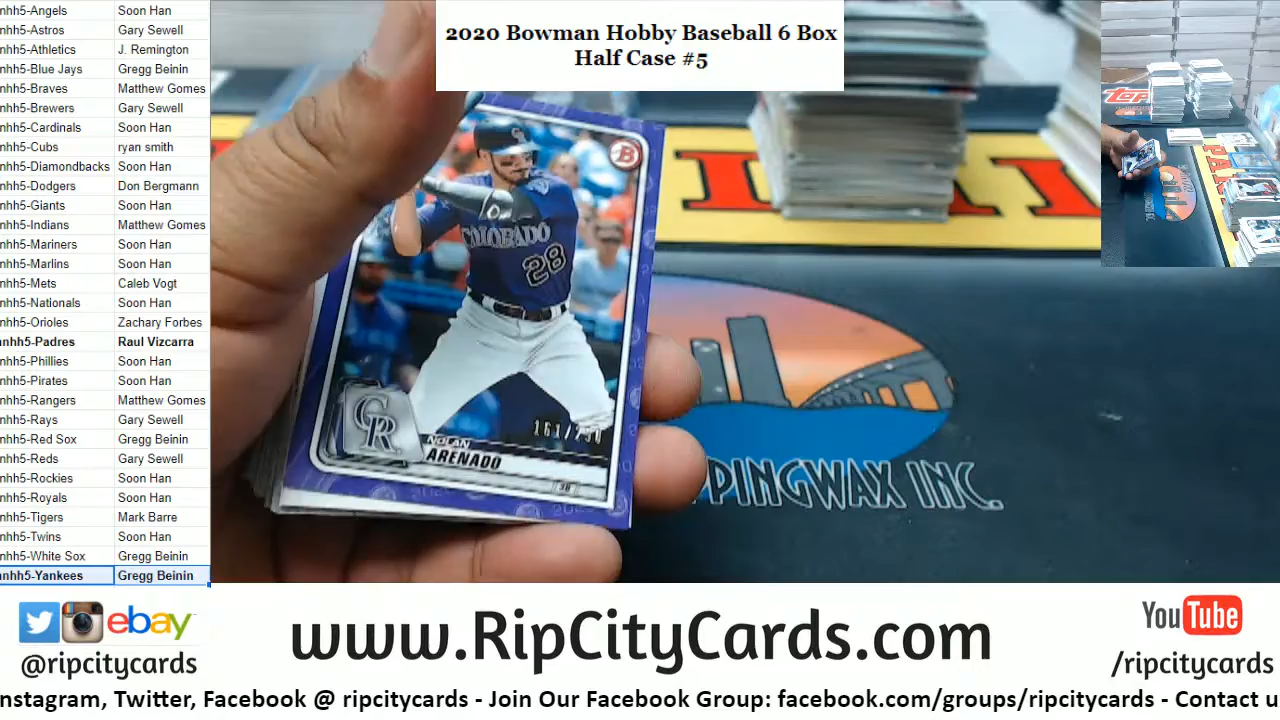 2020 Bowman Hobby Baseball 6 Box
Half Case #5
nhh5-Angels Soon Han
nhh5-Astros Gary Sewell
nhh5-Athletics J. Remington
nhh5-Blue Jays Gregg Beinin
nhh5-Braves Matthew Gomes
nhh5-Brewers Gary Sewell
nhh5-Cardinals Soon Han
nhh5-Cubs ryan smith
nhh5-Diamondbacks Soon Han
nhh5-Dodgers Don Bergmann
nhh5-Giants Soon Han
nhh5-Indians Matthew Gomes
nhh5-Mariners Soon Han
nhh5-Marlins Soon Han
nhh5-Mets Caleb Vogt
nhh5-Nationals Soon Han
nhh5-Orioles Zachary Forbes
nhh5-Padres Raul Vizcarra
nhh5-Phillies Soon Han
nhh5-Pirates Soon Han
nhh5-Rangers Matthew Gomes
nhh5-Rays Gary Sewell
nhh5-Red Sox Gregg Beinin
nhh5-Reds Gary Sewell
nhh5-Rockies Soon Han
nhh5-Royals Soon Han
nhh5-Tigers Mark Barre
nhh5-Twins Soon Han
nhh5-White Sox Gregg Beinin
nhh5-Yankees Gregg Beinin
B
COLORADO
28
CR
NOLAN
ARENADO
3B
PPINGWAX INC.
ebay
@ripcitycards
www.RipCityCards.com
YouTube
/ripcitycards
nstagram, Twitter, Facebook @ ripcitycards - Join Our Facebook Group: facebook.com/groups/ripcitycards - Contact u